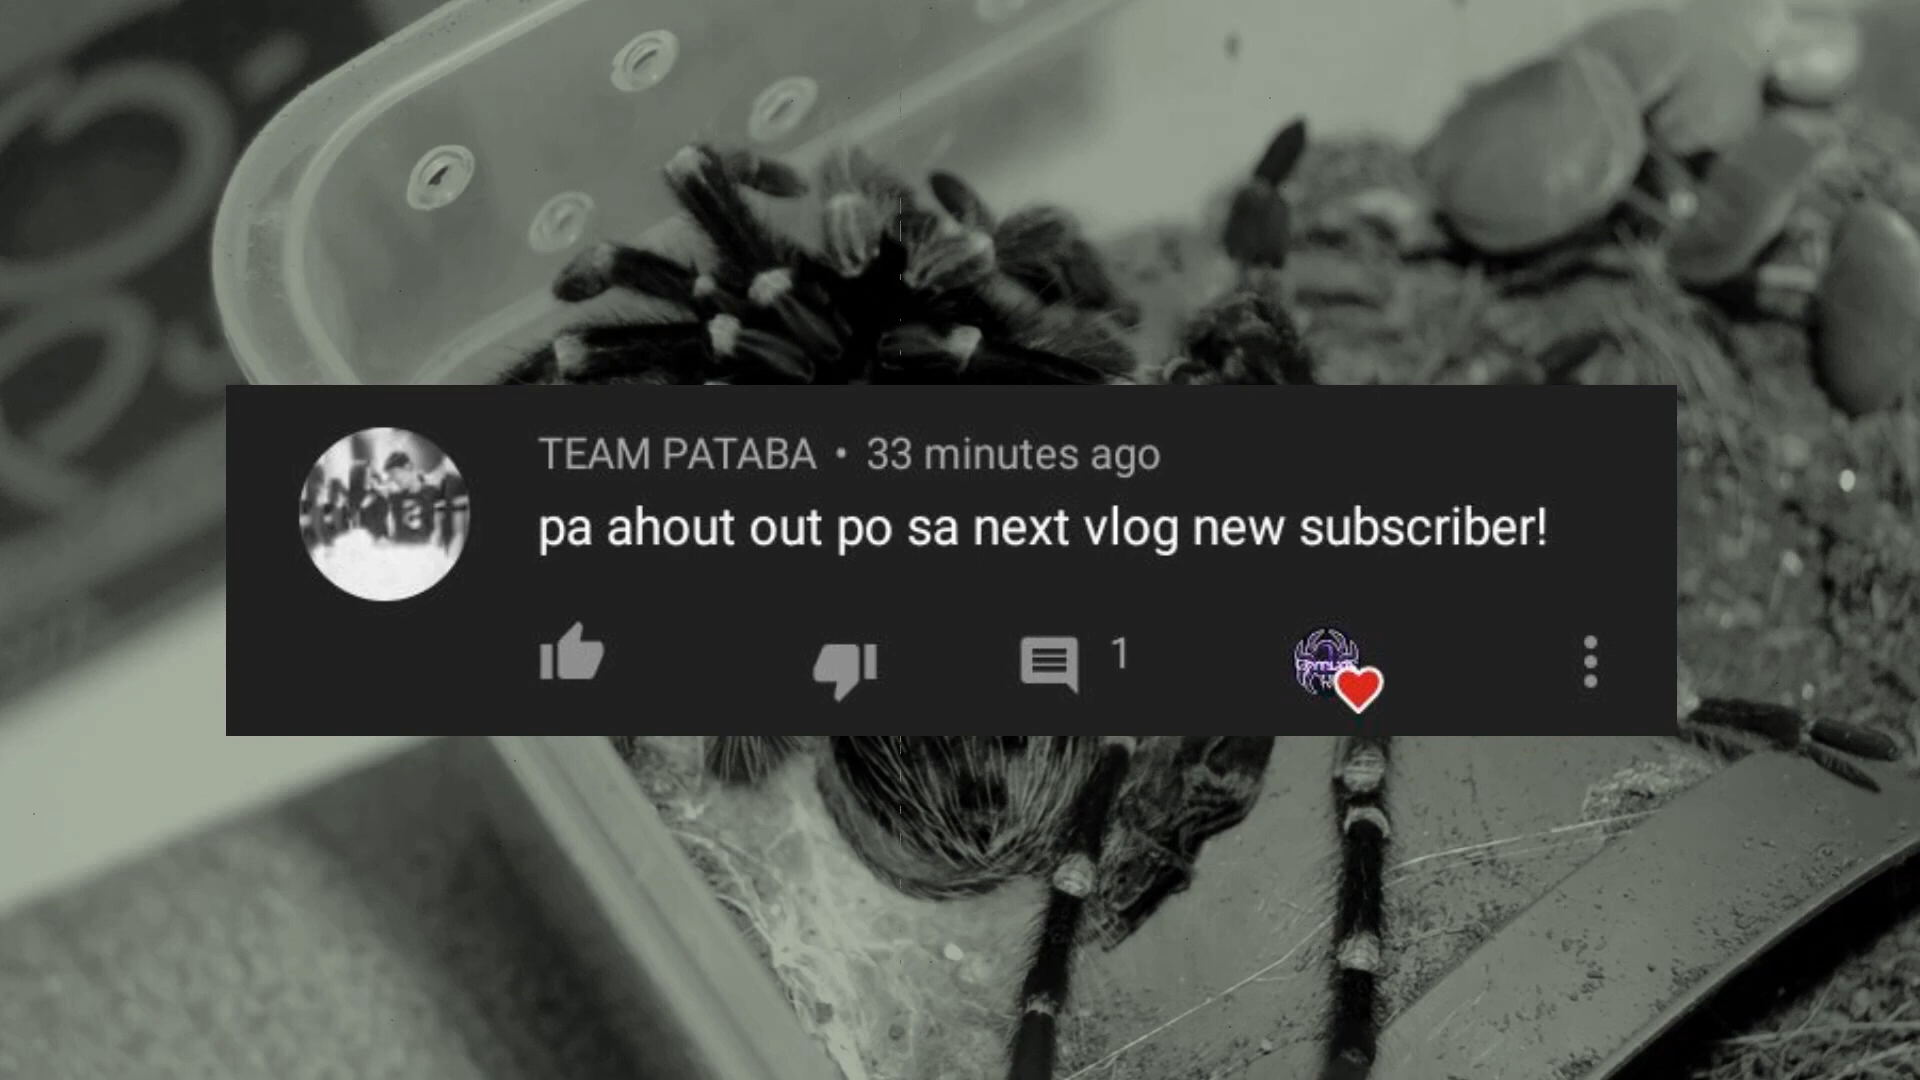 TEAM PATABA • 33 minutes ago
pa ahout out po sa next vlog new subscriber!
1